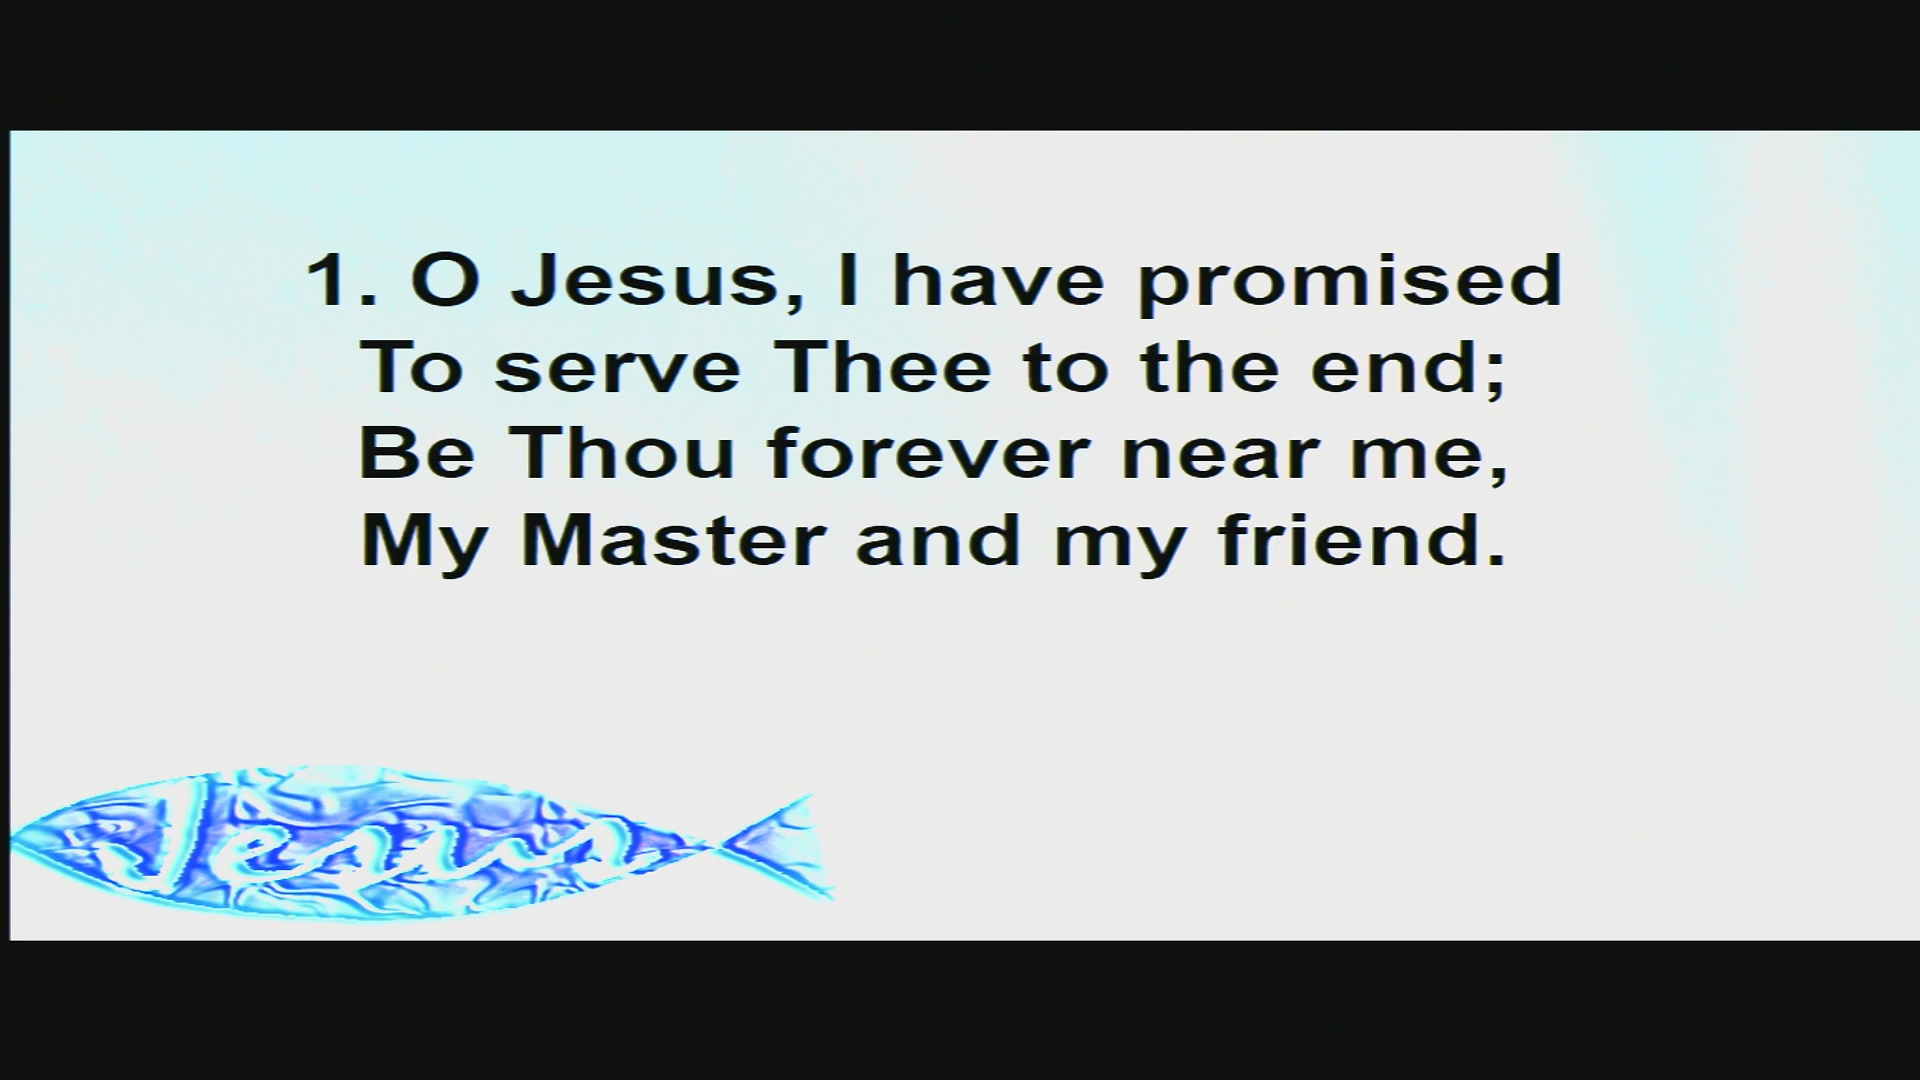 1. O Jesus, I have promised
To serve Thee to the end;
Be Thou forever near me,
My Master and my friend.
Jesus